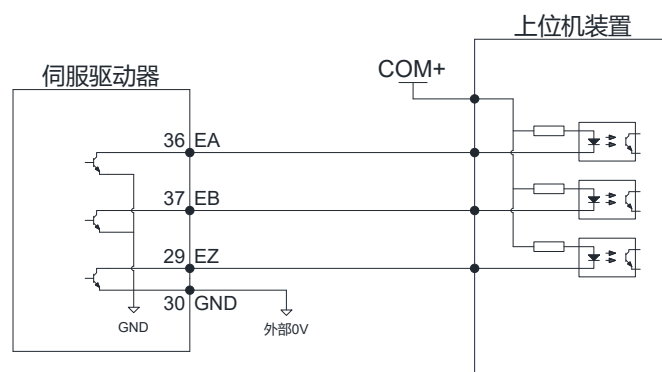 上位机装置
伺服驱动器
COM+
36 EA
37 EB
29 EZ
30 GND
GND
外部0V